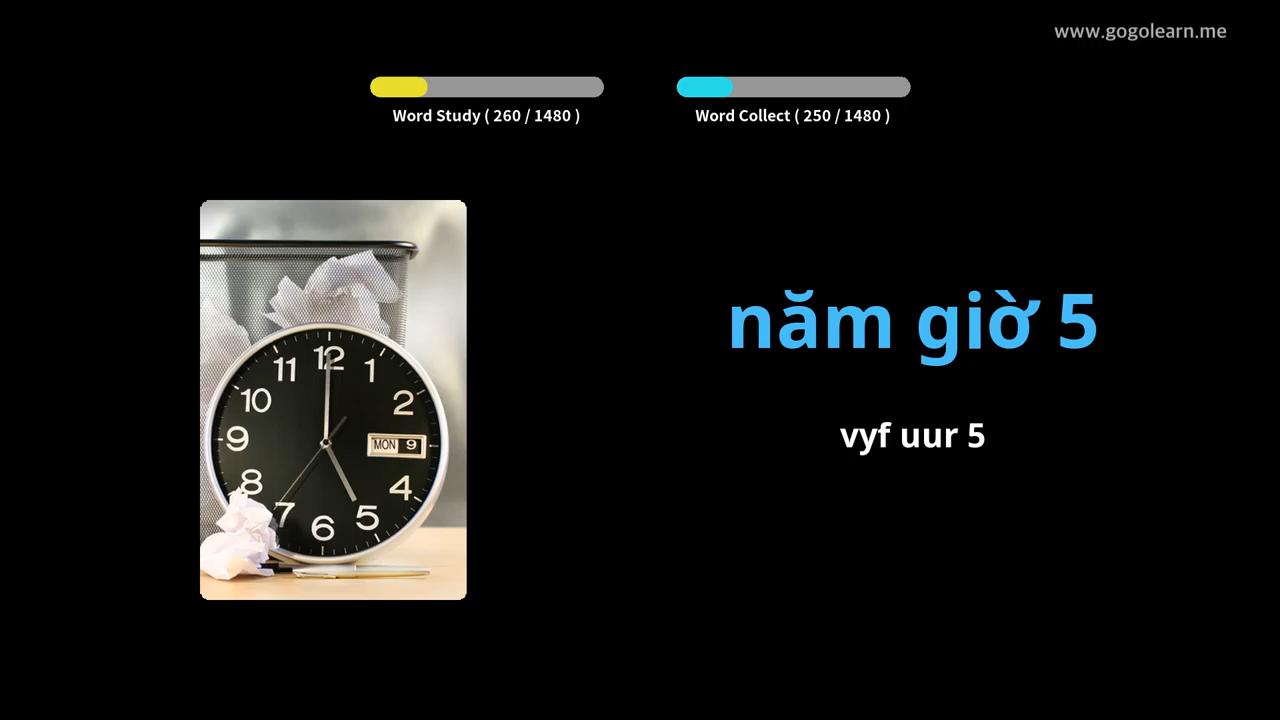 www.gogolearn.me
Word Study ( 260 / 1480 )
Word Collect ( 250 / 1480 )
12
11
1
10
2
9
MON 9
8
4
7
5
6
năm giờ 5
vyf uur 5